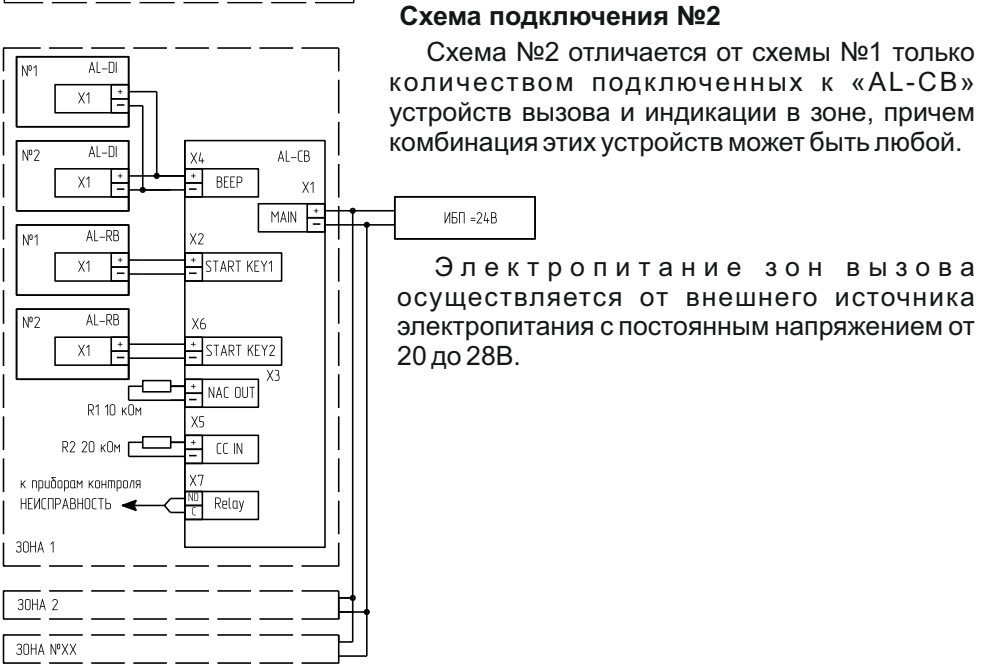 Схема подключения №2
Схема №2 отличается от схемы №1 только
количеством подключенных к «AL-CB»
устройств вызова и индикации в зоне, причем
комбинация этих устройств может быть любой.
Электропитание зон вызова
осуществляется от внешнего источника
электропитания с постоянным напряжением от
20 до 28В.
№1 AL-DI
X1 + −
№2 AL-DI
X1 + −
№1 AL-RB
X1 + −
№2 AL-RB
X1 + −
AL-CB
X4
+ − BEEP
X1
MAIN + −
ИБП =24В
X2
+ − START KEY1
X6
+ − START KEY2
X3
+ − NAC OUT
R1 10 кОм
X5
+ − CC IN
R2 20 кОм
X7
NO
C
Relay
к приборам контроля
НЕИСПРАВНОСТЬ
ЗОНА 1
ЗОНА 2
ЗОНА №XX